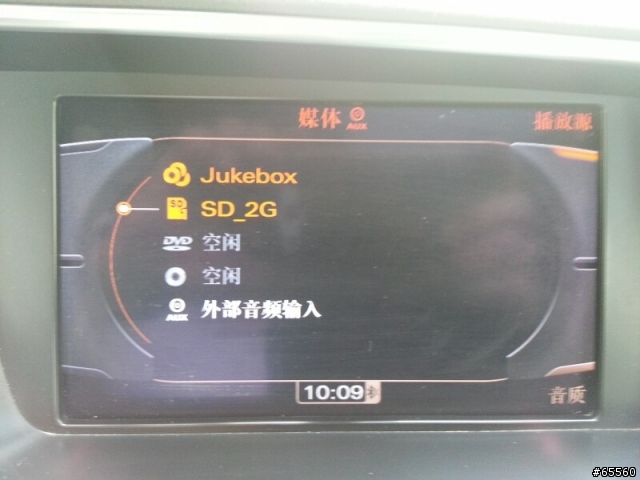 媒体 AUX 播放源
Jukebox
SD SD_2G
DVD 空闲
空闲
AUX 外部音频输入
10:09
音质
#65560